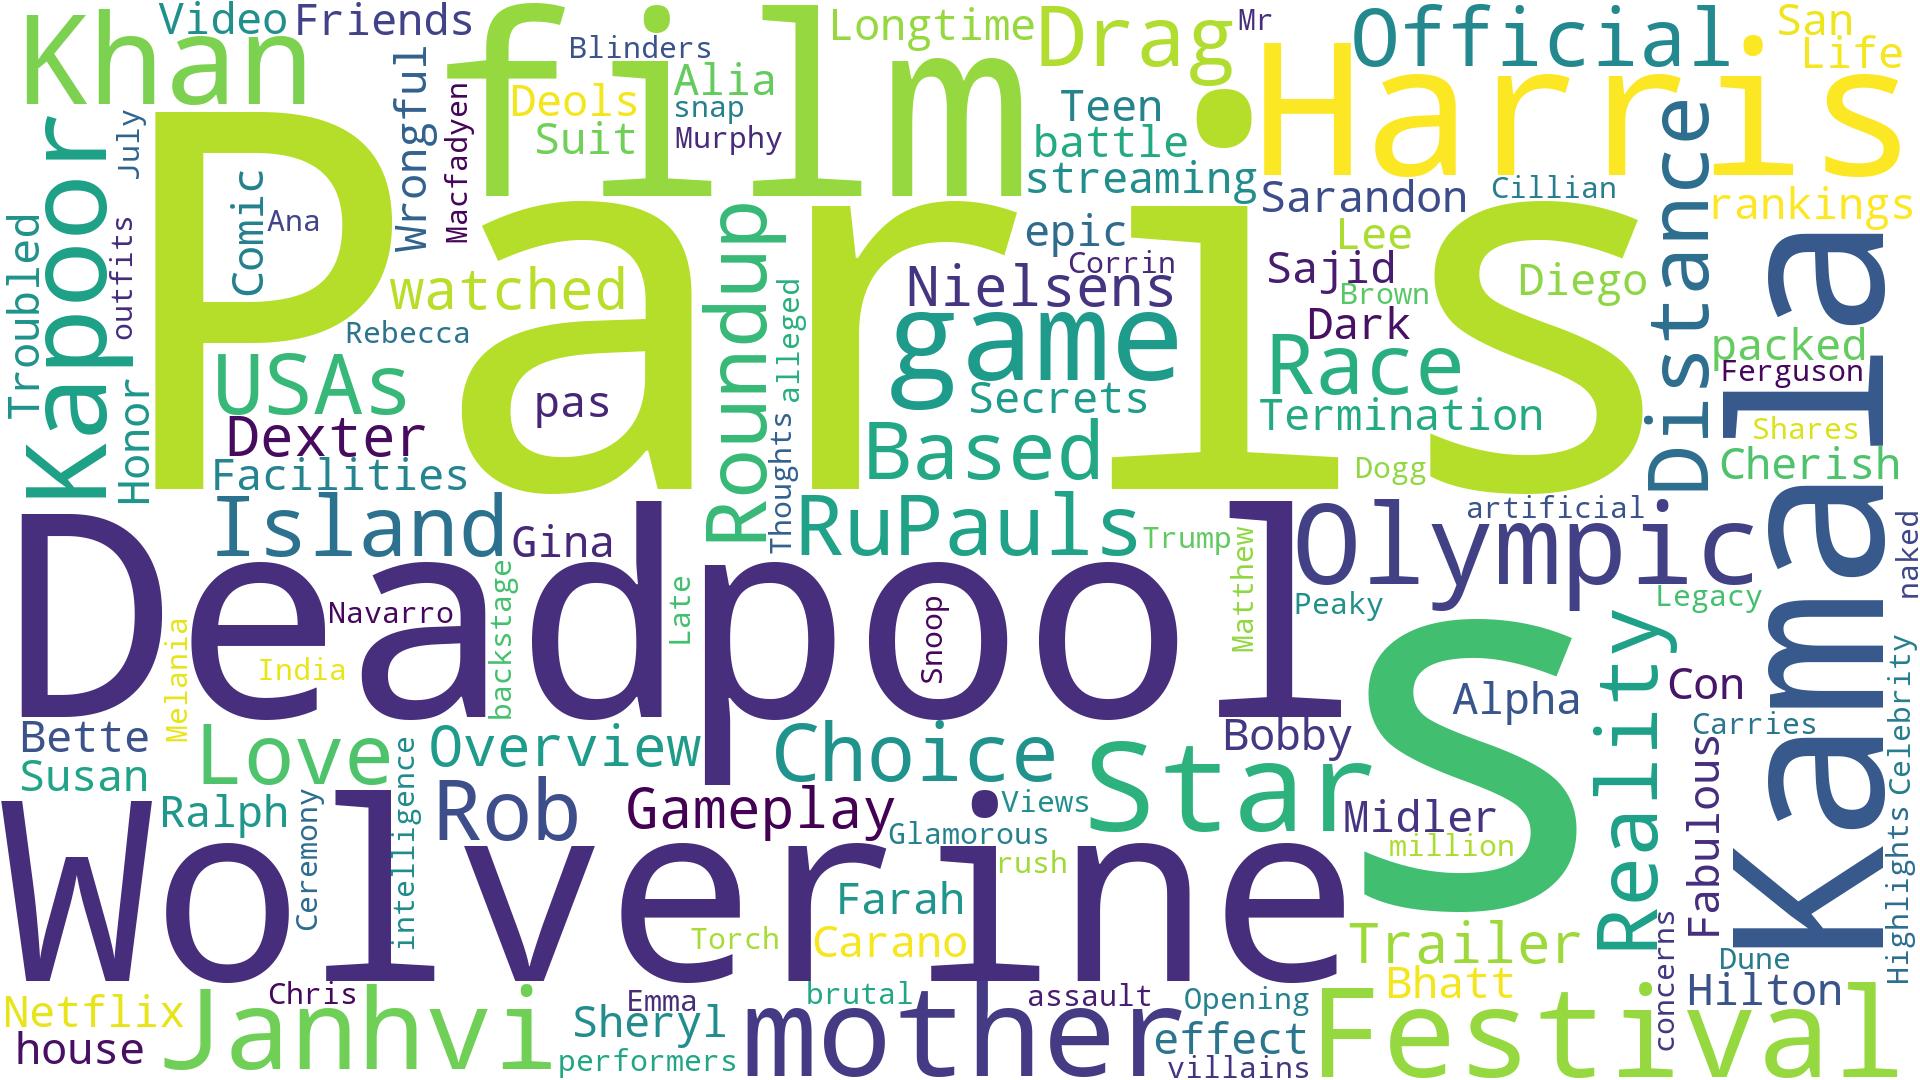 Khan
Video
Friends
film
Blinders
Longtime
Drag
Mr
Official
San
Life
Harris
Deols
Alia
snap
Suit
Murphy
Teen
battle
streaming
Wrongful
Macfadyen
Kapoor
July
Paris
Comic
Ana
Troubled
outfits
Honor
Sarandon
Cillian
rankings
Distance
epic
Corrin
Lee
Sajid
Brown
Diego
Dark
watched
Roundup
alleged
Nielsens
game
Rebecca
USAs
pas
Secrets
Race
Termination
packed
Ferguson
Shares
Cherish
Kamala
Dexter
Facilities
Thoughts
Based
Dogg
Island
Gina
RuPauls
Trump
Olympic
artificial
Matthew
Peaky
Legacy
naked
Deadpool
Navarro
India
Melania
backstage
Late
Snoop
S
Alpha
Reality
Con
Carries
Celebrity
Bette
Susan
Love
Overview
Choice
star
Bobby
Fabulous
Ralph
Ceremony
intelligence
Rob
Gameplay
Views
Glamorous
rush
Midler
million
Wolverine
Highlights
Farah
Torch
Carano
Trailer
Bhatt
concerns
Dune
Hilton
Netflix
house
Janhvi
Chris
Sheryl
Emma
performers
brutal
mother
assault
Opening
effect
villains
Festival